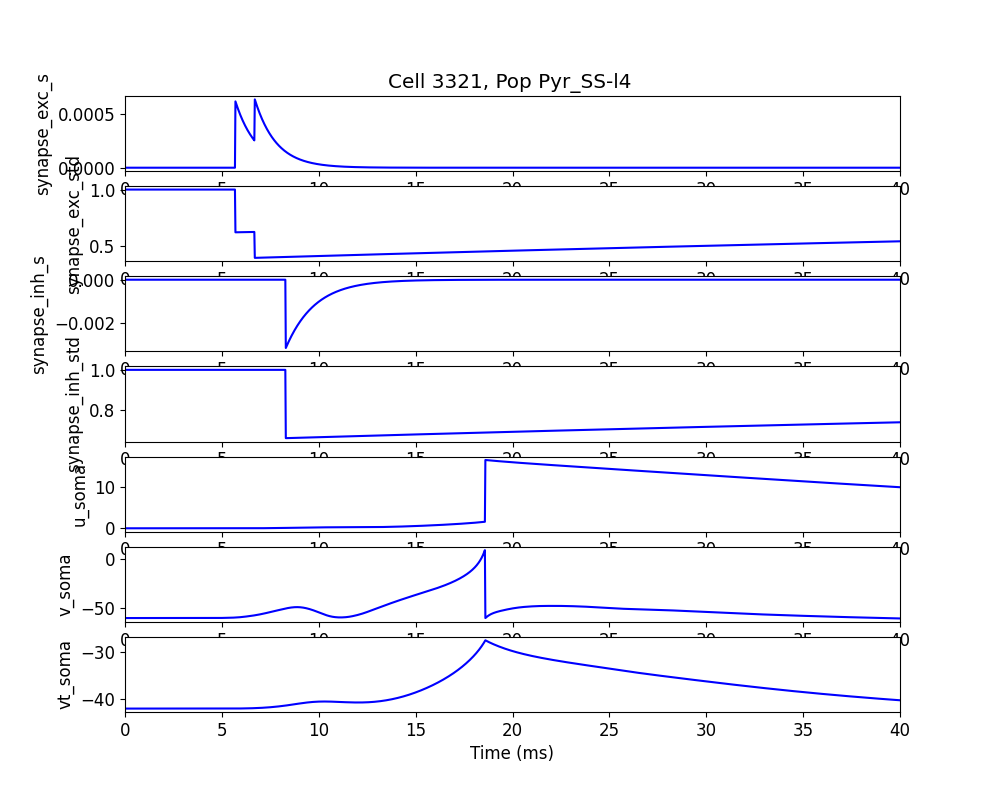 Cell 3321, Pop Pyr_SS-l4
synapse_exc_s
0.0005
0.0000
synapse_exc_std
1.0
0.5
synapse_inh_s
0.000
−0.002
synapse_inh_std
1.0
0.8
u_soma
10
0
v_soma
0
−50
vt_soma
−30
−40
0 5 10 15 20 25 30 35 40
Time (ms)